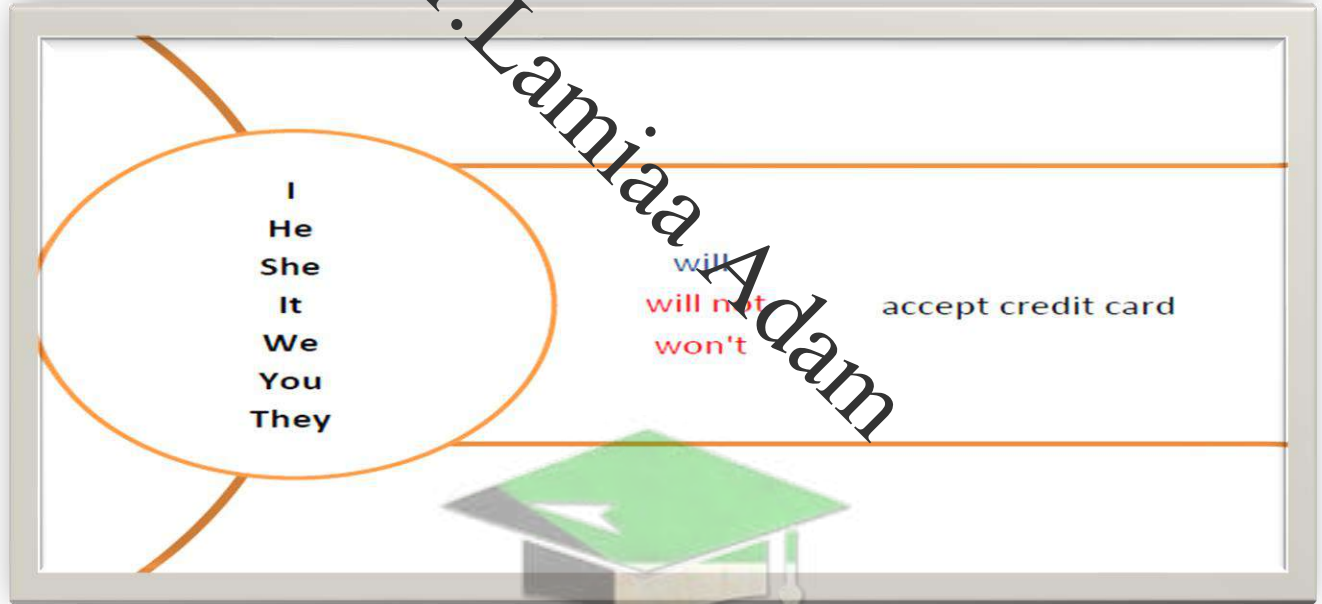 .Lamiaa Adam
I
He
She
It
We
You
They
will
will not
won't
accept credit card